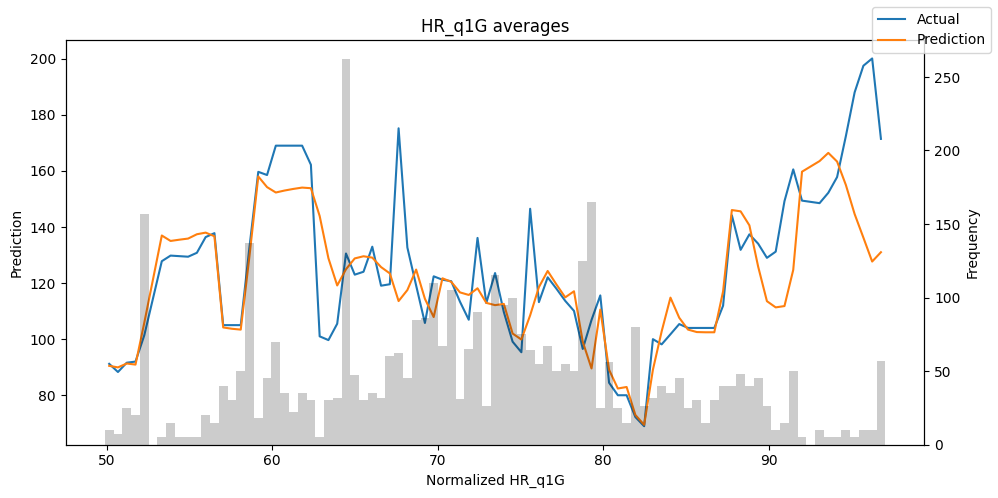 HR_q1G averages
Actual
Prediction
200
180
160
140
120
100
80
Prediction
250
200
150
100
50
0
Frequency
50 60 70 80 90
Normalized HR_q1G